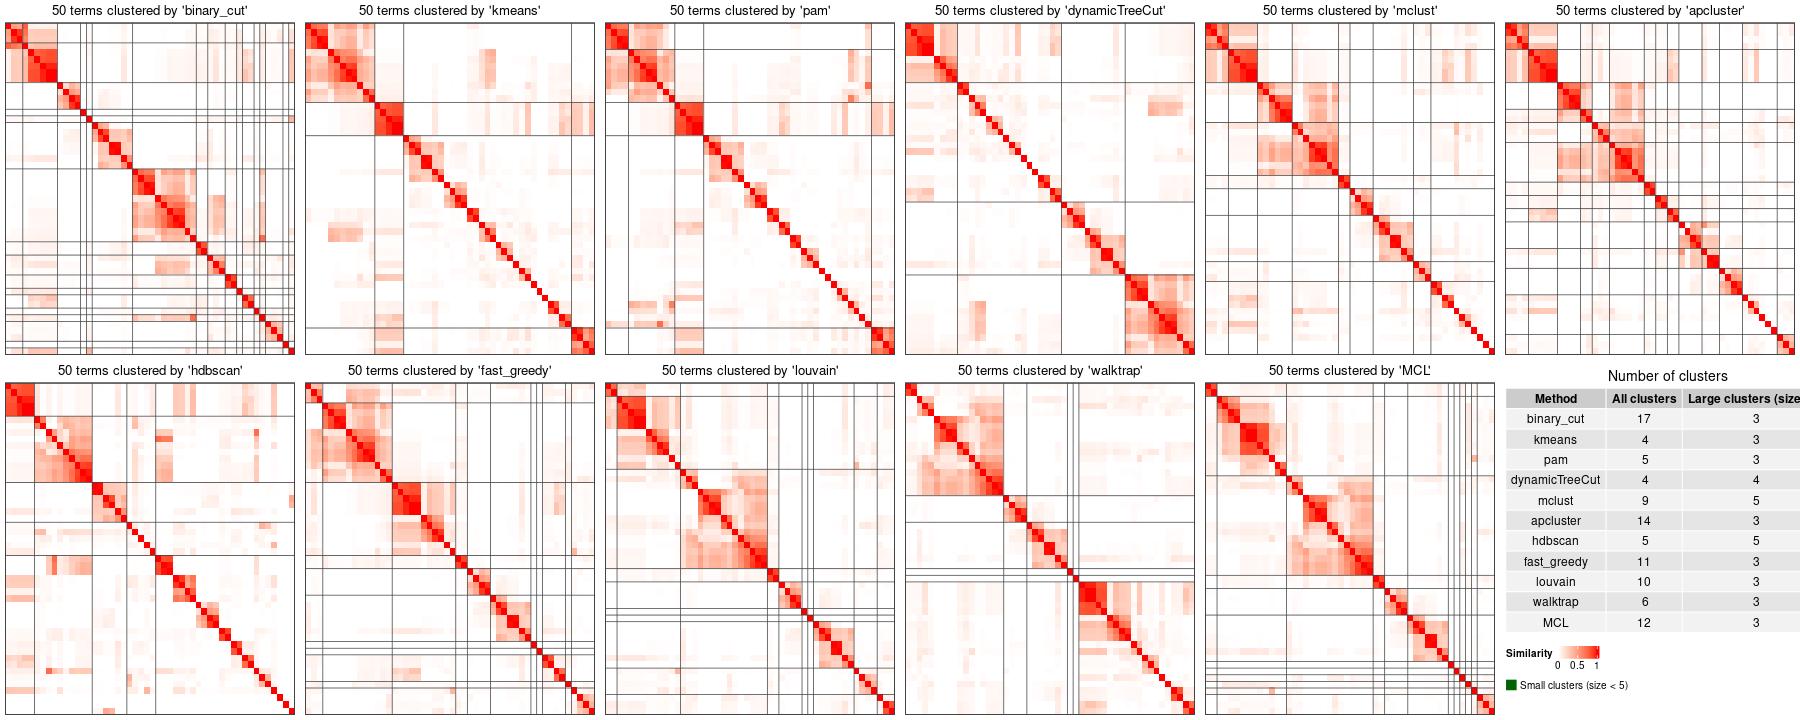 50 terms clustered by 'binary_cut'
50 terms clustered by 'kmeans'
50 terms clustered by 'pam'
50 terms clustered by 'dynamicTreeCut'
50 terms clustered by 'mclust'
50 terms clustered by 'apcluster'
50 terms clustered by 'hdbscan'
50 terms clustered by 'fast_greedy'
50 terms clustered by 'louvain'
50 terms clustered by 'walktrap'
50 terms clustered by 'MCL'
Number of clusters
Method All clusters Large clusters (size
binary_cut 17 3
kmeans 4 3
pam 5 3
dynamicTreeCut 4 4
mclust 9 5
apcluster 14 3
hdbscan 5 5
fast_greedy 11 3
louvain 10 3
walktrap 6 3
MCL 12 3
Similarity
0 0.5 1
Small clusters (size < 5)